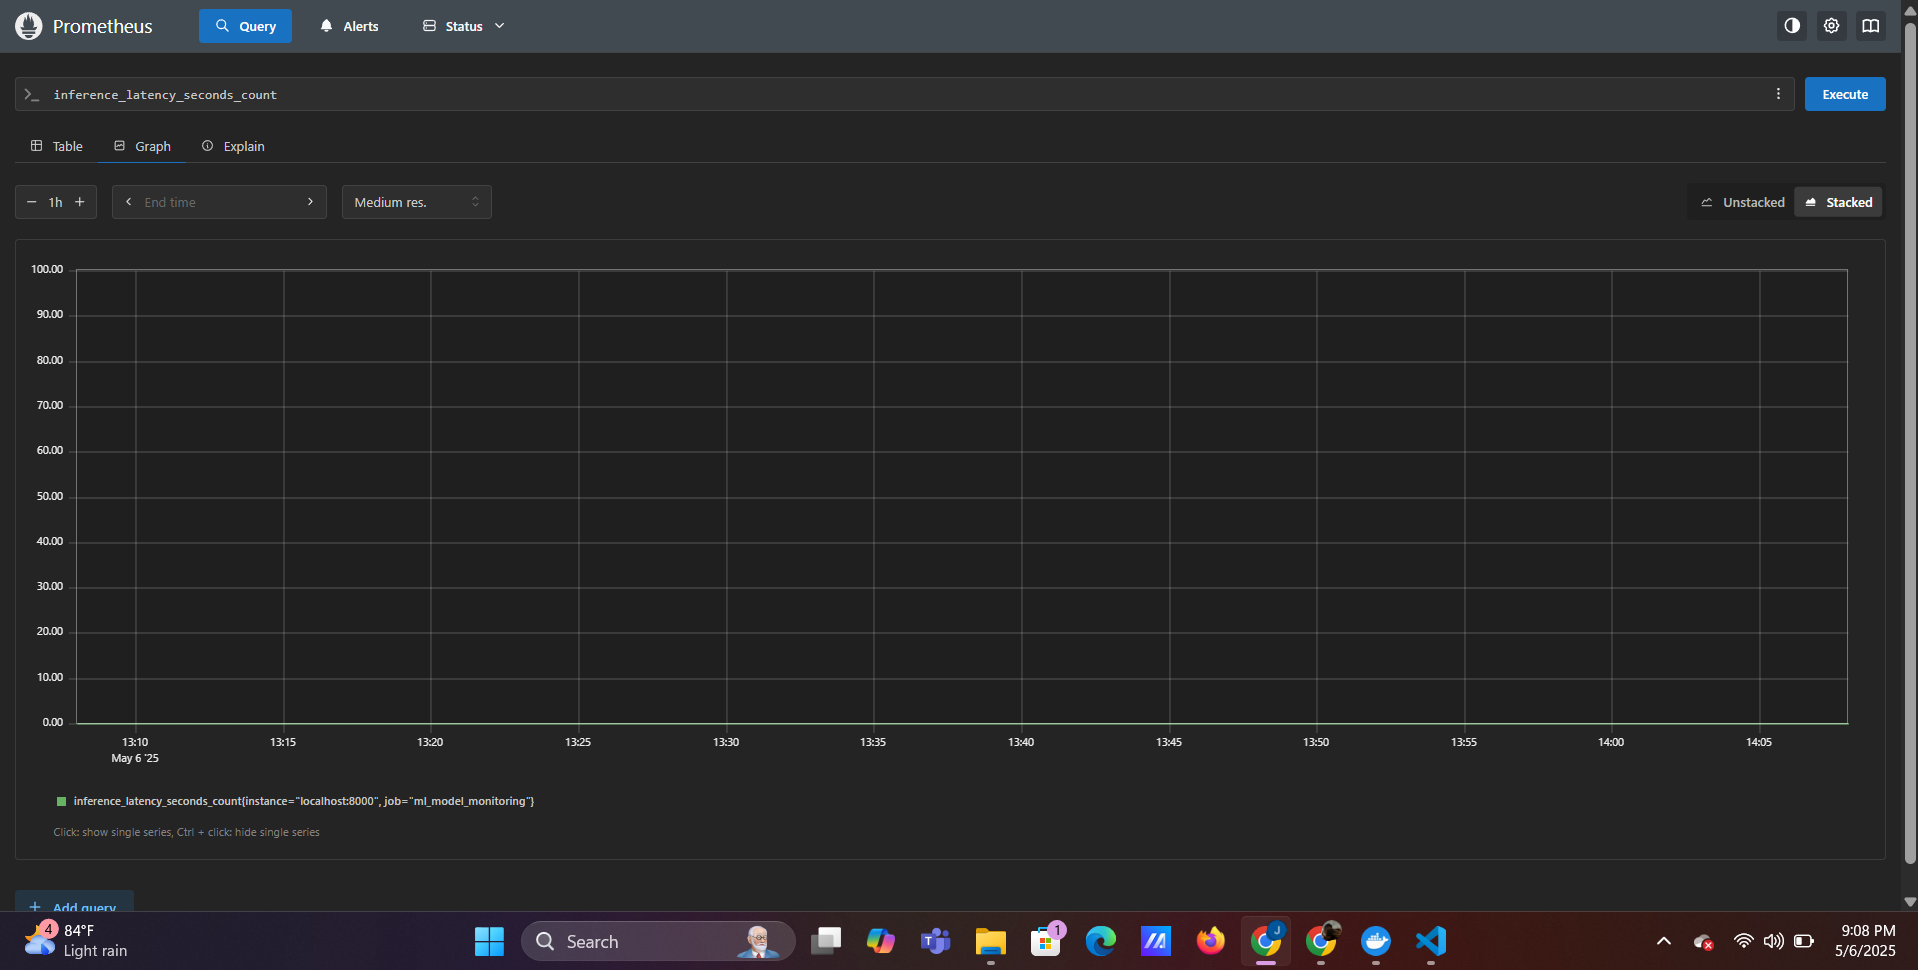 Prometheus
Query
Alerts
Status
>_ inference_latency_seconds_count
Execute
Table
Graph
Explain
1h
End time
Medium res.
Unstacked
Stacked
100.00
90.00
80.00
70.00
60.00
50.00
40.00
30.00
20.00
10.00
0.00
13:10 13:15 13:20 13:25 13:30 13:35 13:40 13:45 13:50 13:55 14:00 14:05
May 6 '25
inference_latency_seconds_count{instance="localhost:8000", job="ml_model_monitoring"}
Click: show single series, Ctrl + click: hide single series
+ Add query
4
84°F
Light rain
Search
T
1
J
9:08 PM
5/6/2025